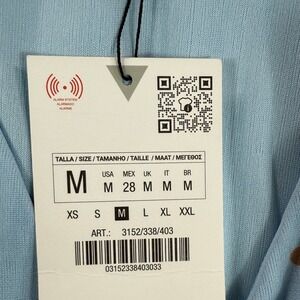 ALARM SYSTEM
ALARMADO
ALARME
TALLA / SIZE / TAMANHO / TAILLE / MAAT / ΜΕΓΕΘΟΣ
M
USA MEX UK IT BR
M 28 M M M
XS S M L XL XXL
ART.: 3152/338/403
03152338403033